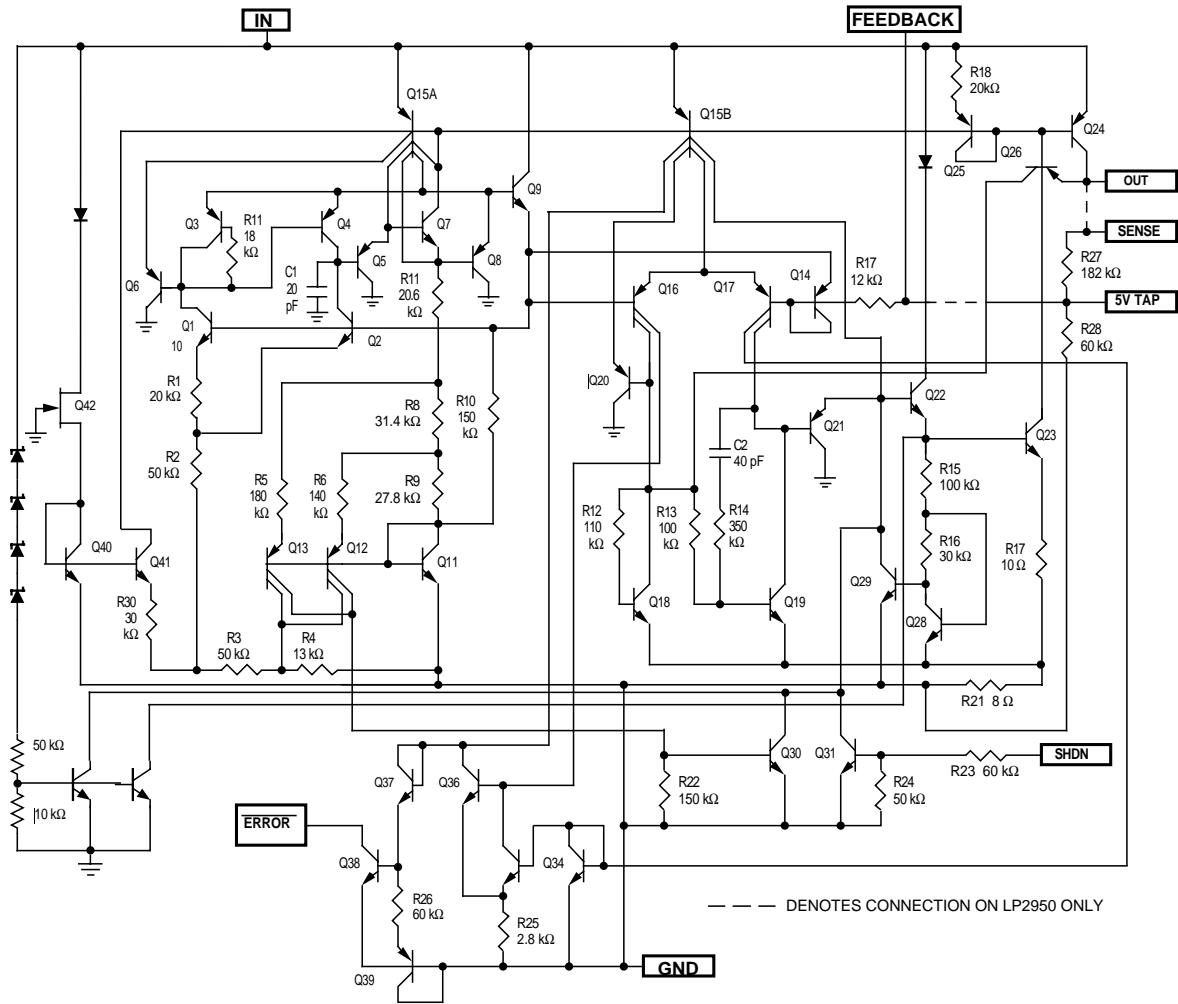 IN
FEEDBACK
R18
20kΩ
Q15A
Q15B
Q24
Q26
Q25
OUT
Q9
Q3
R11
18
kΩ
Q4
Q7
SENSE
Q5
Q8
R27
182 kΩ
Q6
C1
20
pF
R11
20.6
kΩ
Q16
Q17
Q14
R17
12 kΩ
5V TAP
Q1
10
Q2
R28
60 kΩ
R1
20 kΩ
R10
150
kΩ
Q20
Q42
R8
31.4 kΩ
Q22
Q21
Q23
C2
40 pF
R2
50 kΩ
R5
180
kΩ
R6
140
kΩ
R9
27.8 kΩ
R15
100 kΩ
R12
110
kΩ
R13
100
kΩ
R14
350
kΩ
R16
30 kΩ
R17
10 Ω
Q40
Q41
Q13
Q12
Q11
Q29
Q18
Q19
Q28
R30
30
kΩ
R3
50 kΩ
R4
13 kΩ
R21 8 Ω
50 kΩ
10 kΩ
Q37
Q36
R22
150 kΩ
Q30
Q31
R24
50 kΩ
R23 60 kΩ
SHDN
ERROR
Q38
Q34
R26
60 kΩ
R25
2.8 kΩ
DENOTES CONNECTION ON LP2950 ONLY
Q39
GND